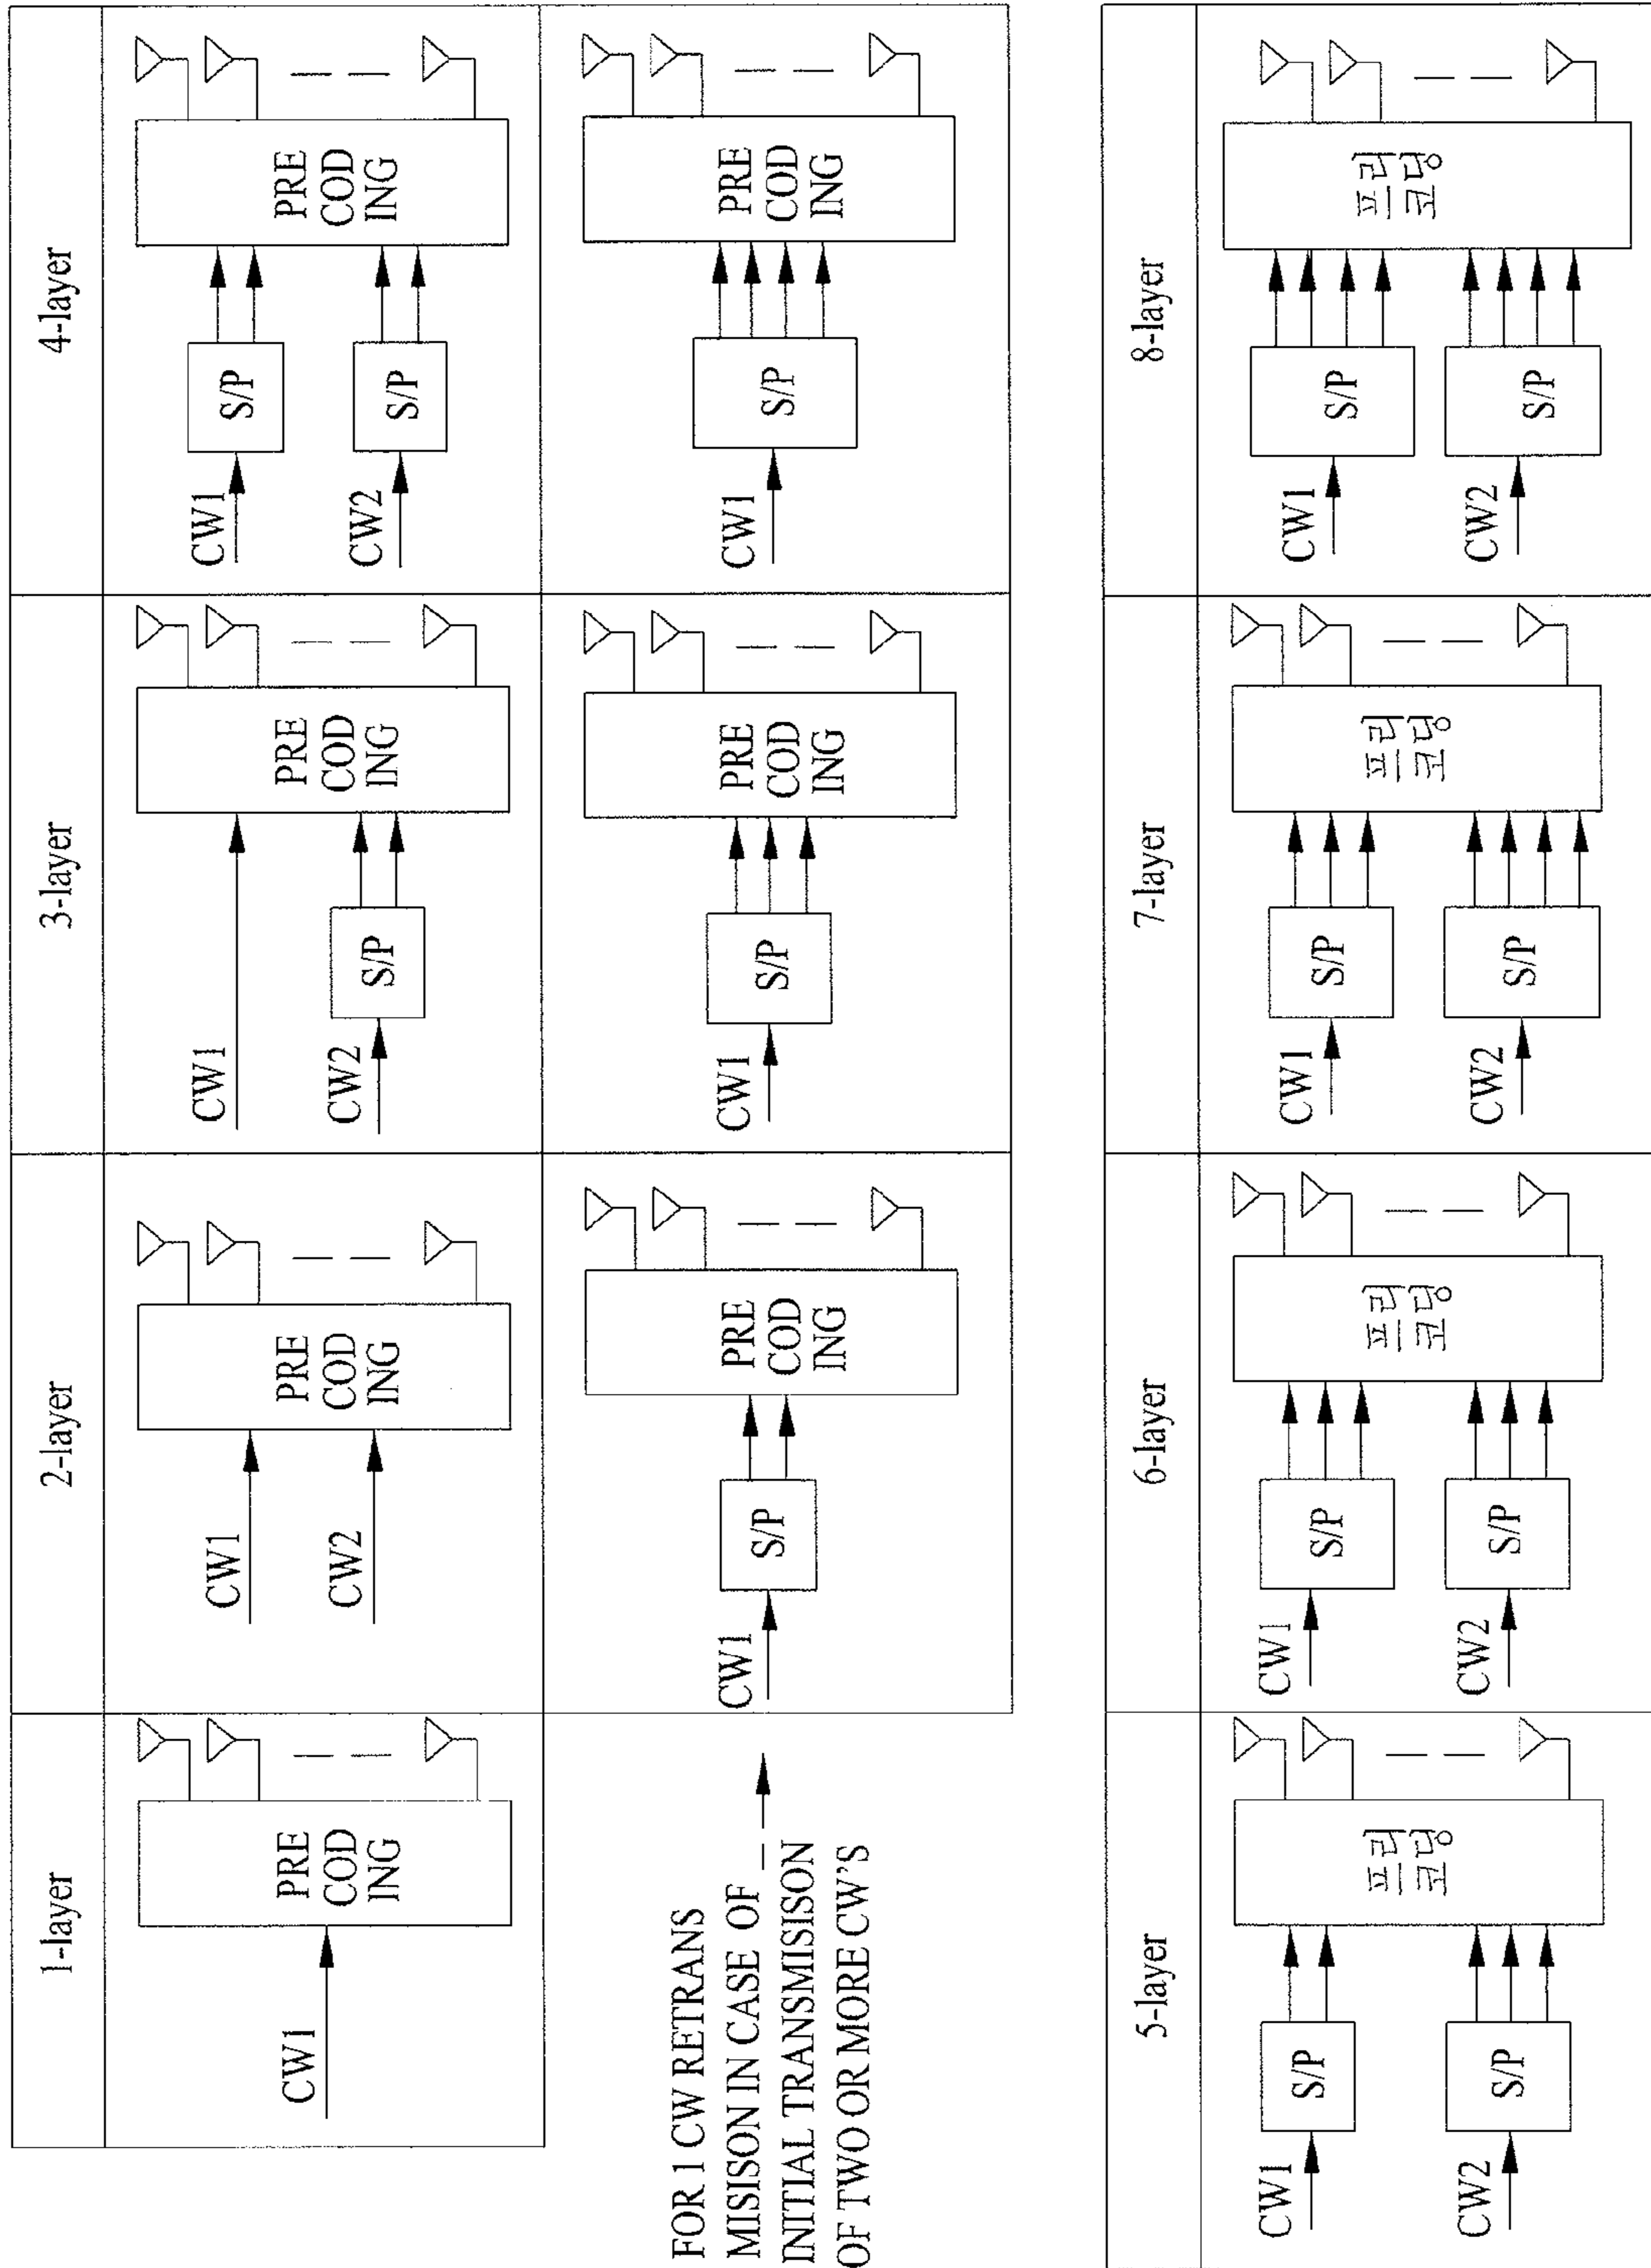 1-layer
2-layer
3-layer
4-layer
CW1
PRE
COD
ING
CW1
CW2
PRE
COD
ING
CW1
CW2
S/P
PRE
COD
ING
CW1
S/P
CW2
S/P
PRE
COD
ING
FOR 1 CW RETRANS
MISISON IN CASE OF
INITIAL TRANSMISISON
OF TWO OR MORE CW'S
CW1
S/P
PRE
COD
ING
CW1
S/P
PRE
COD
ING
CW1
S/P
PRE
COD
ING
5-layer
6-layer
7-layer
8-layer
CW1
S/P
CW2
S/P
프리
코딩
CW1
S/P
CW2
S/P
프리
코딩
CW1
S/P
CW2
S/P
프리
코딩
CW1
S/P
CW2
S/P
프리
코딩